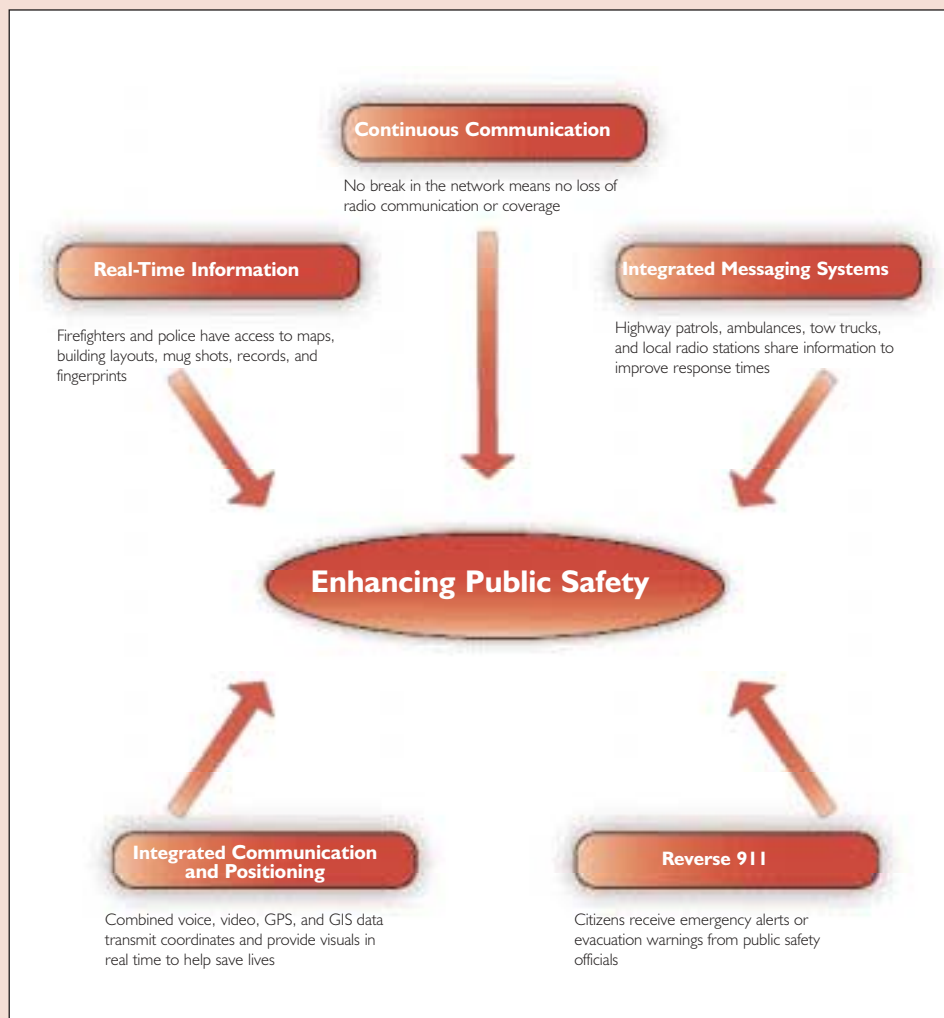 Continuous Communication
No break in the network means no loss of
radio communication or coverage
Real-Time Information
Firefighters and police have access to maps,
building layouts, mug shots, records, and
fingerprints
Integrated Messaging Systems
Highway patrols, ambulances, tow trucks,
and local radio stations share information to
improve response times
Enhancing Public Safety
Integrated Communication
and Positioning
Combined voice, video, GPS, and GIS data
transmit coordinates and provide visuals in
real time to help save lives
Reverse 911
Citizens receive emergency alerts or
evacuation warnings from public safety
officials